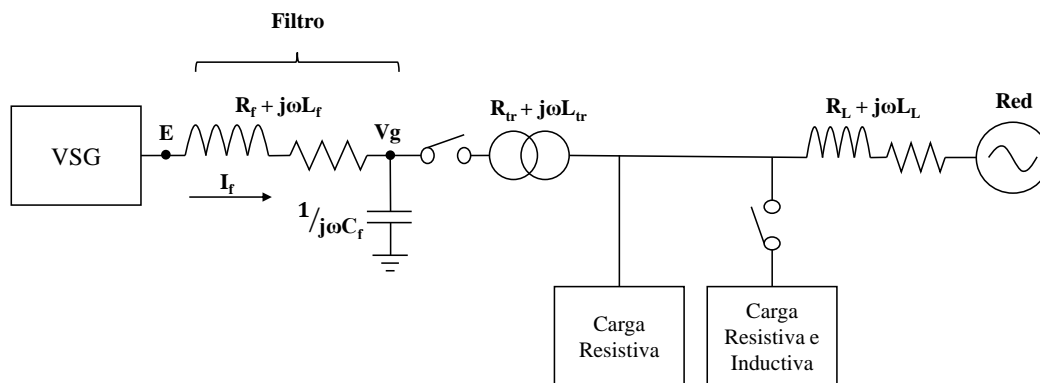 Filtro
R_f + jωL_f
R_tr + jωL_tr
R_L + jωL_L
Red
VSG
E
Vg
I_f
1/jωC_f
Carga
Resistiva
Carga
Resistiva e
Inductiva